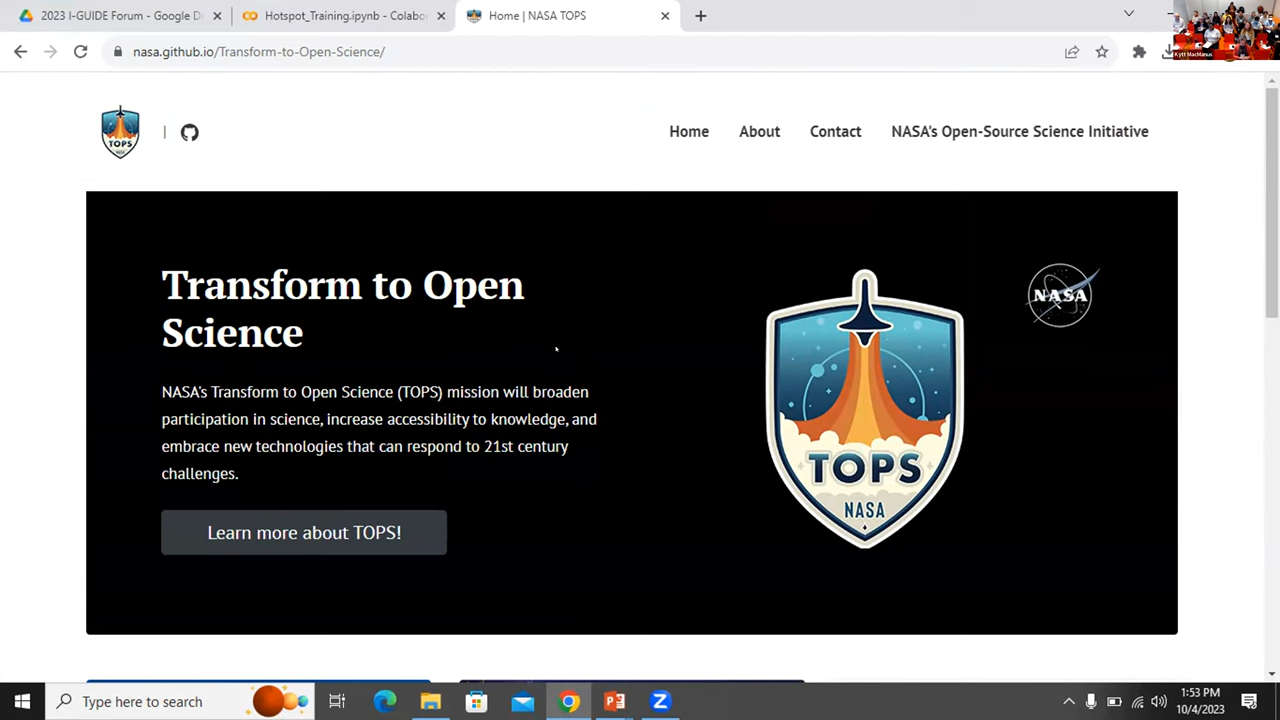 2023 I-GUIDE Forum - Google D
Hotspot_Training.ipynb - Colabo
Home | NASA TOPS
nasa.github.io/Transform-to-Open-Science/
Kytt MacManus
TOPS
Home
About
Contact
NASA's Open-Source Science Initiative
Transform to Open
Science
NASA's Transform to Open Science (TOPS) mission will broaden
participation in science, increase accessibility to knowledge, and
embrace new technologies that can respond to 21st century
challenges.
Learn more about TOPS!
TOPS
NASA
NASA
Type here to search
1:53 PM
10/4/2023